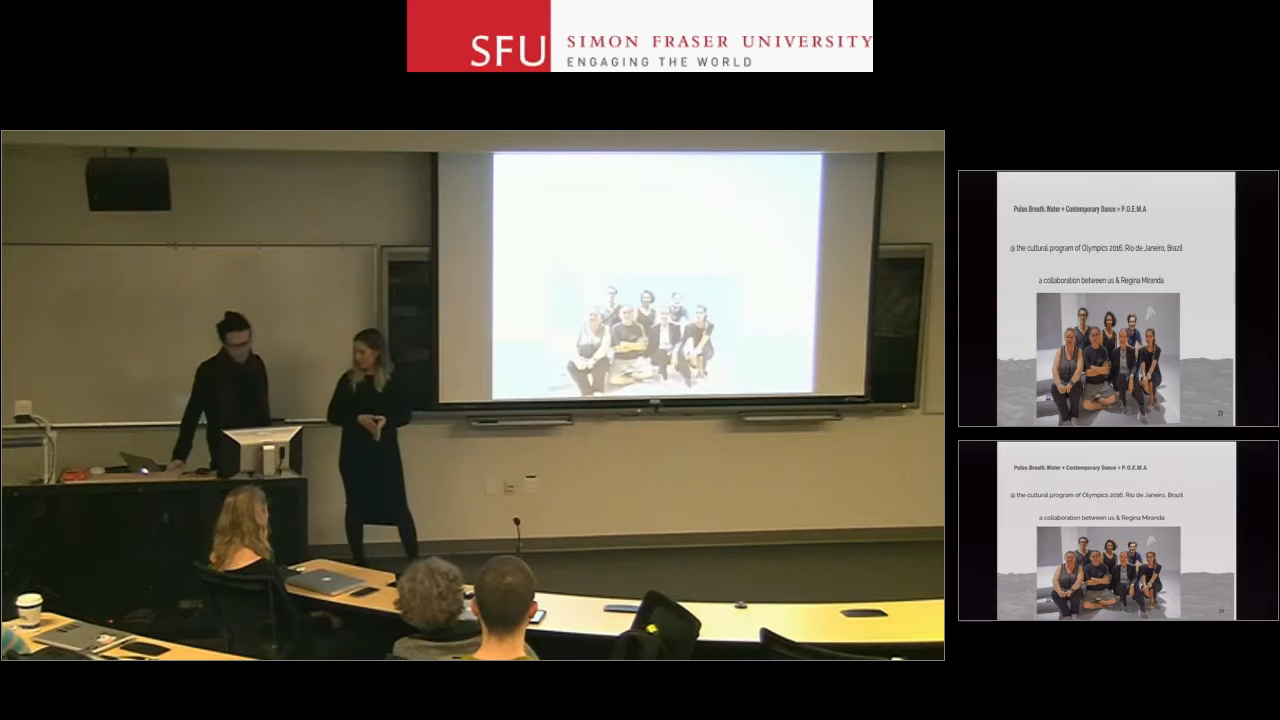 SFU SIMON FRASER UNIVERSITY
ENGAGING THE WORLD
Pulse.Breath.Water + Contemporary Dance = P.O.E.M.A
@ the cultural program of Olympics 2016, Rio de Janeiro, Brazil
a collaboration between us & Regina Miranda
23
Pulse.Breath.Water + Contemporary Dance = P.O.E.M.A
@ the cultural program of Olympics 2016, Rio de Janeiro, Brazil
a collaboration between us & Regina Miranda
23